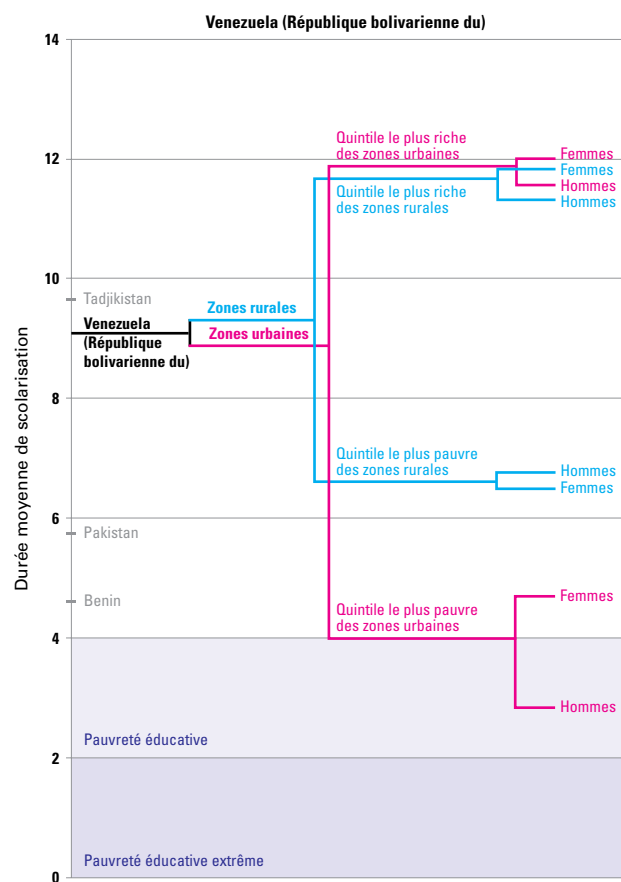 Venezuela (République bolivarienne du)
14
12
10
8
6
4
2
0
Durée moyenne de scolarisation
Tadjikistan
Venezuela
(République
bolivarienne du)
Pakistan
Benin
Pauvreté éducative
Pauvreté éducative extrême
Zones rurales
Zones urbaines
Quintile le plus riche
des zones urbaines
Quintile le plus riche
des zones rurales
Quintile le plus pauvre
des zones rurales
Quintile le plus pauvre
des zones urbaines
Femmes
Femmes
Hommes
Hommes
Hommes
Femmes
Femmes
Hommes